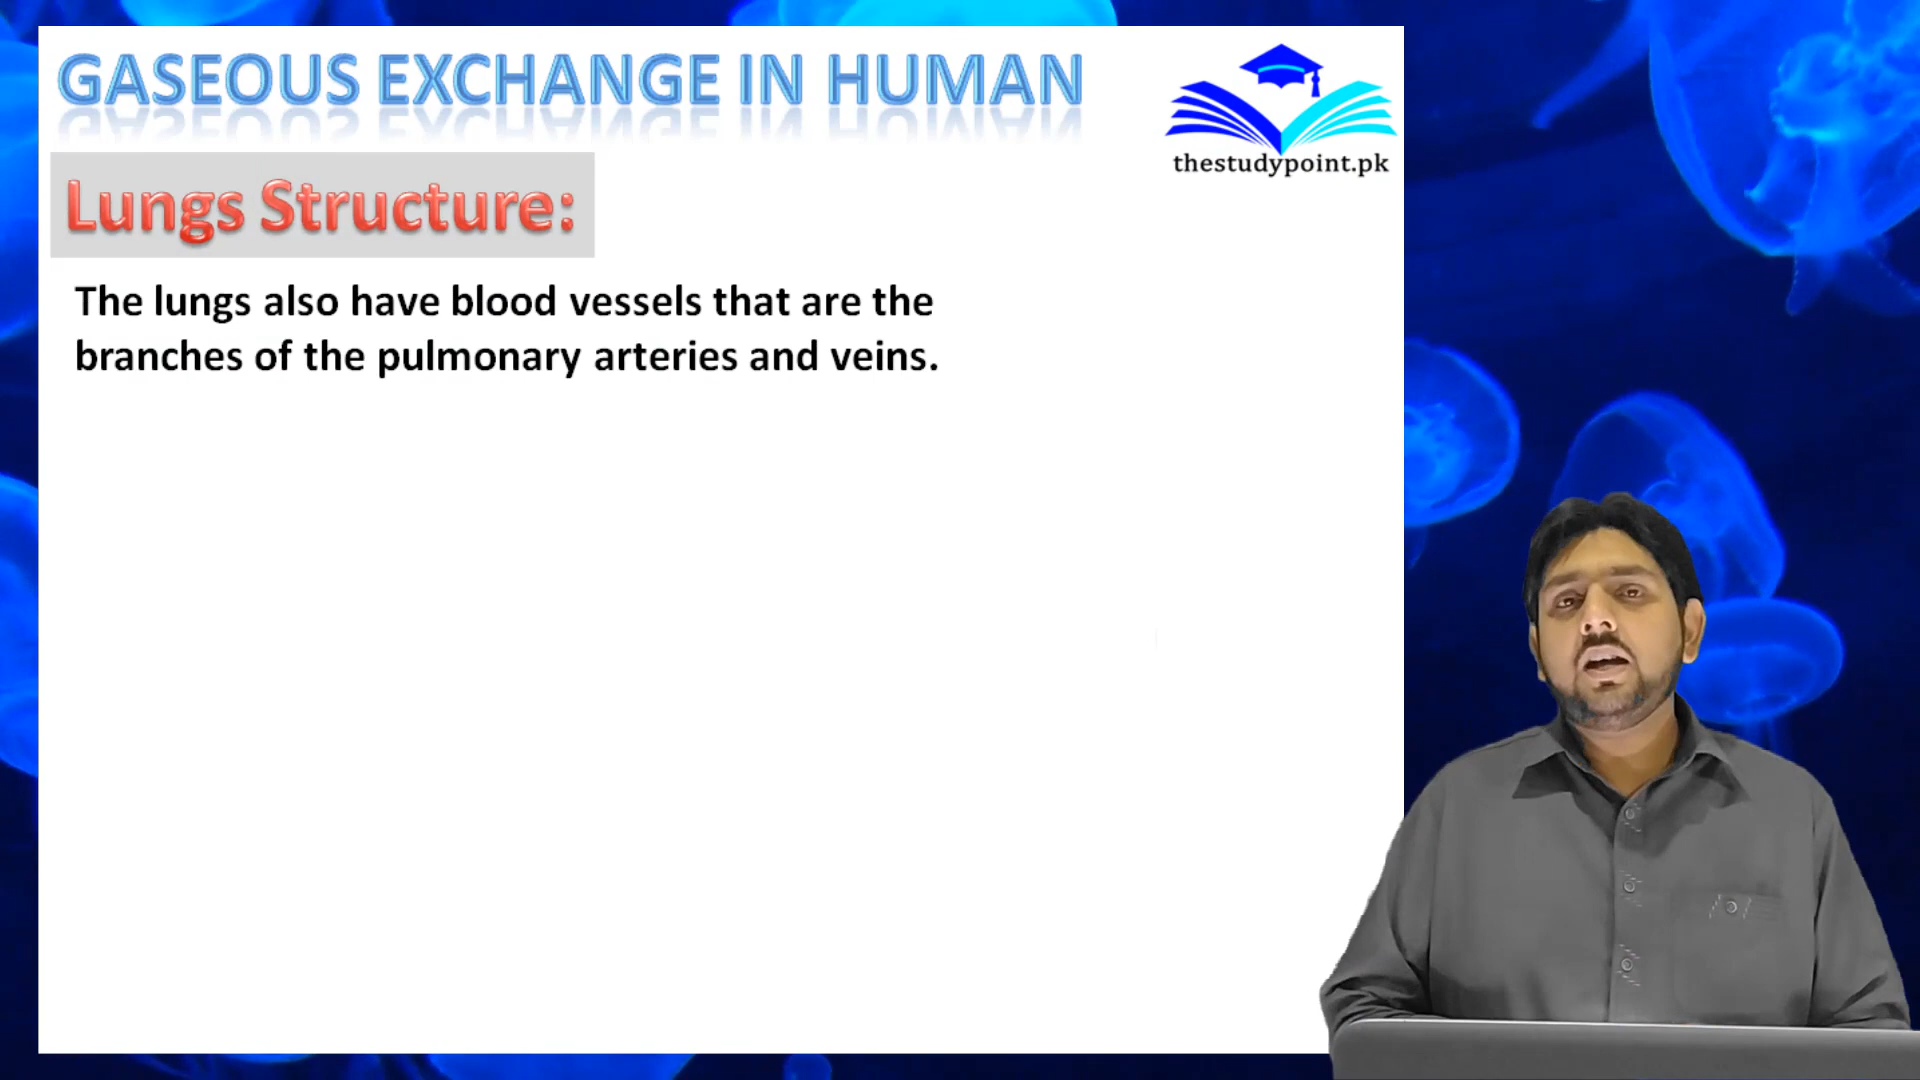 GASEOUS EXCHANGE IN HUMAN
thestudypoint.pk
Lungs Structure:
The lungs also have blood vessels that are the
branches of the pulmonary arteries and veins.